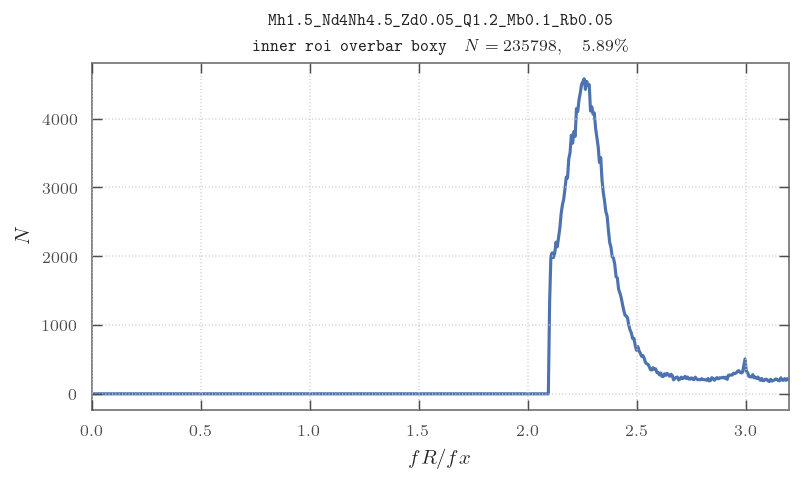 Mh1.5_Nd4Nh4.5_Zd0.05_Q1.2_Mb0.1_Rb0.05
inner roi overbar boxy N = 235798, 5.89%
4000
3000
2000
1000
0
N
0.0 0.5 1.0 1.5 2.0 2.5 3.0
fR/fx